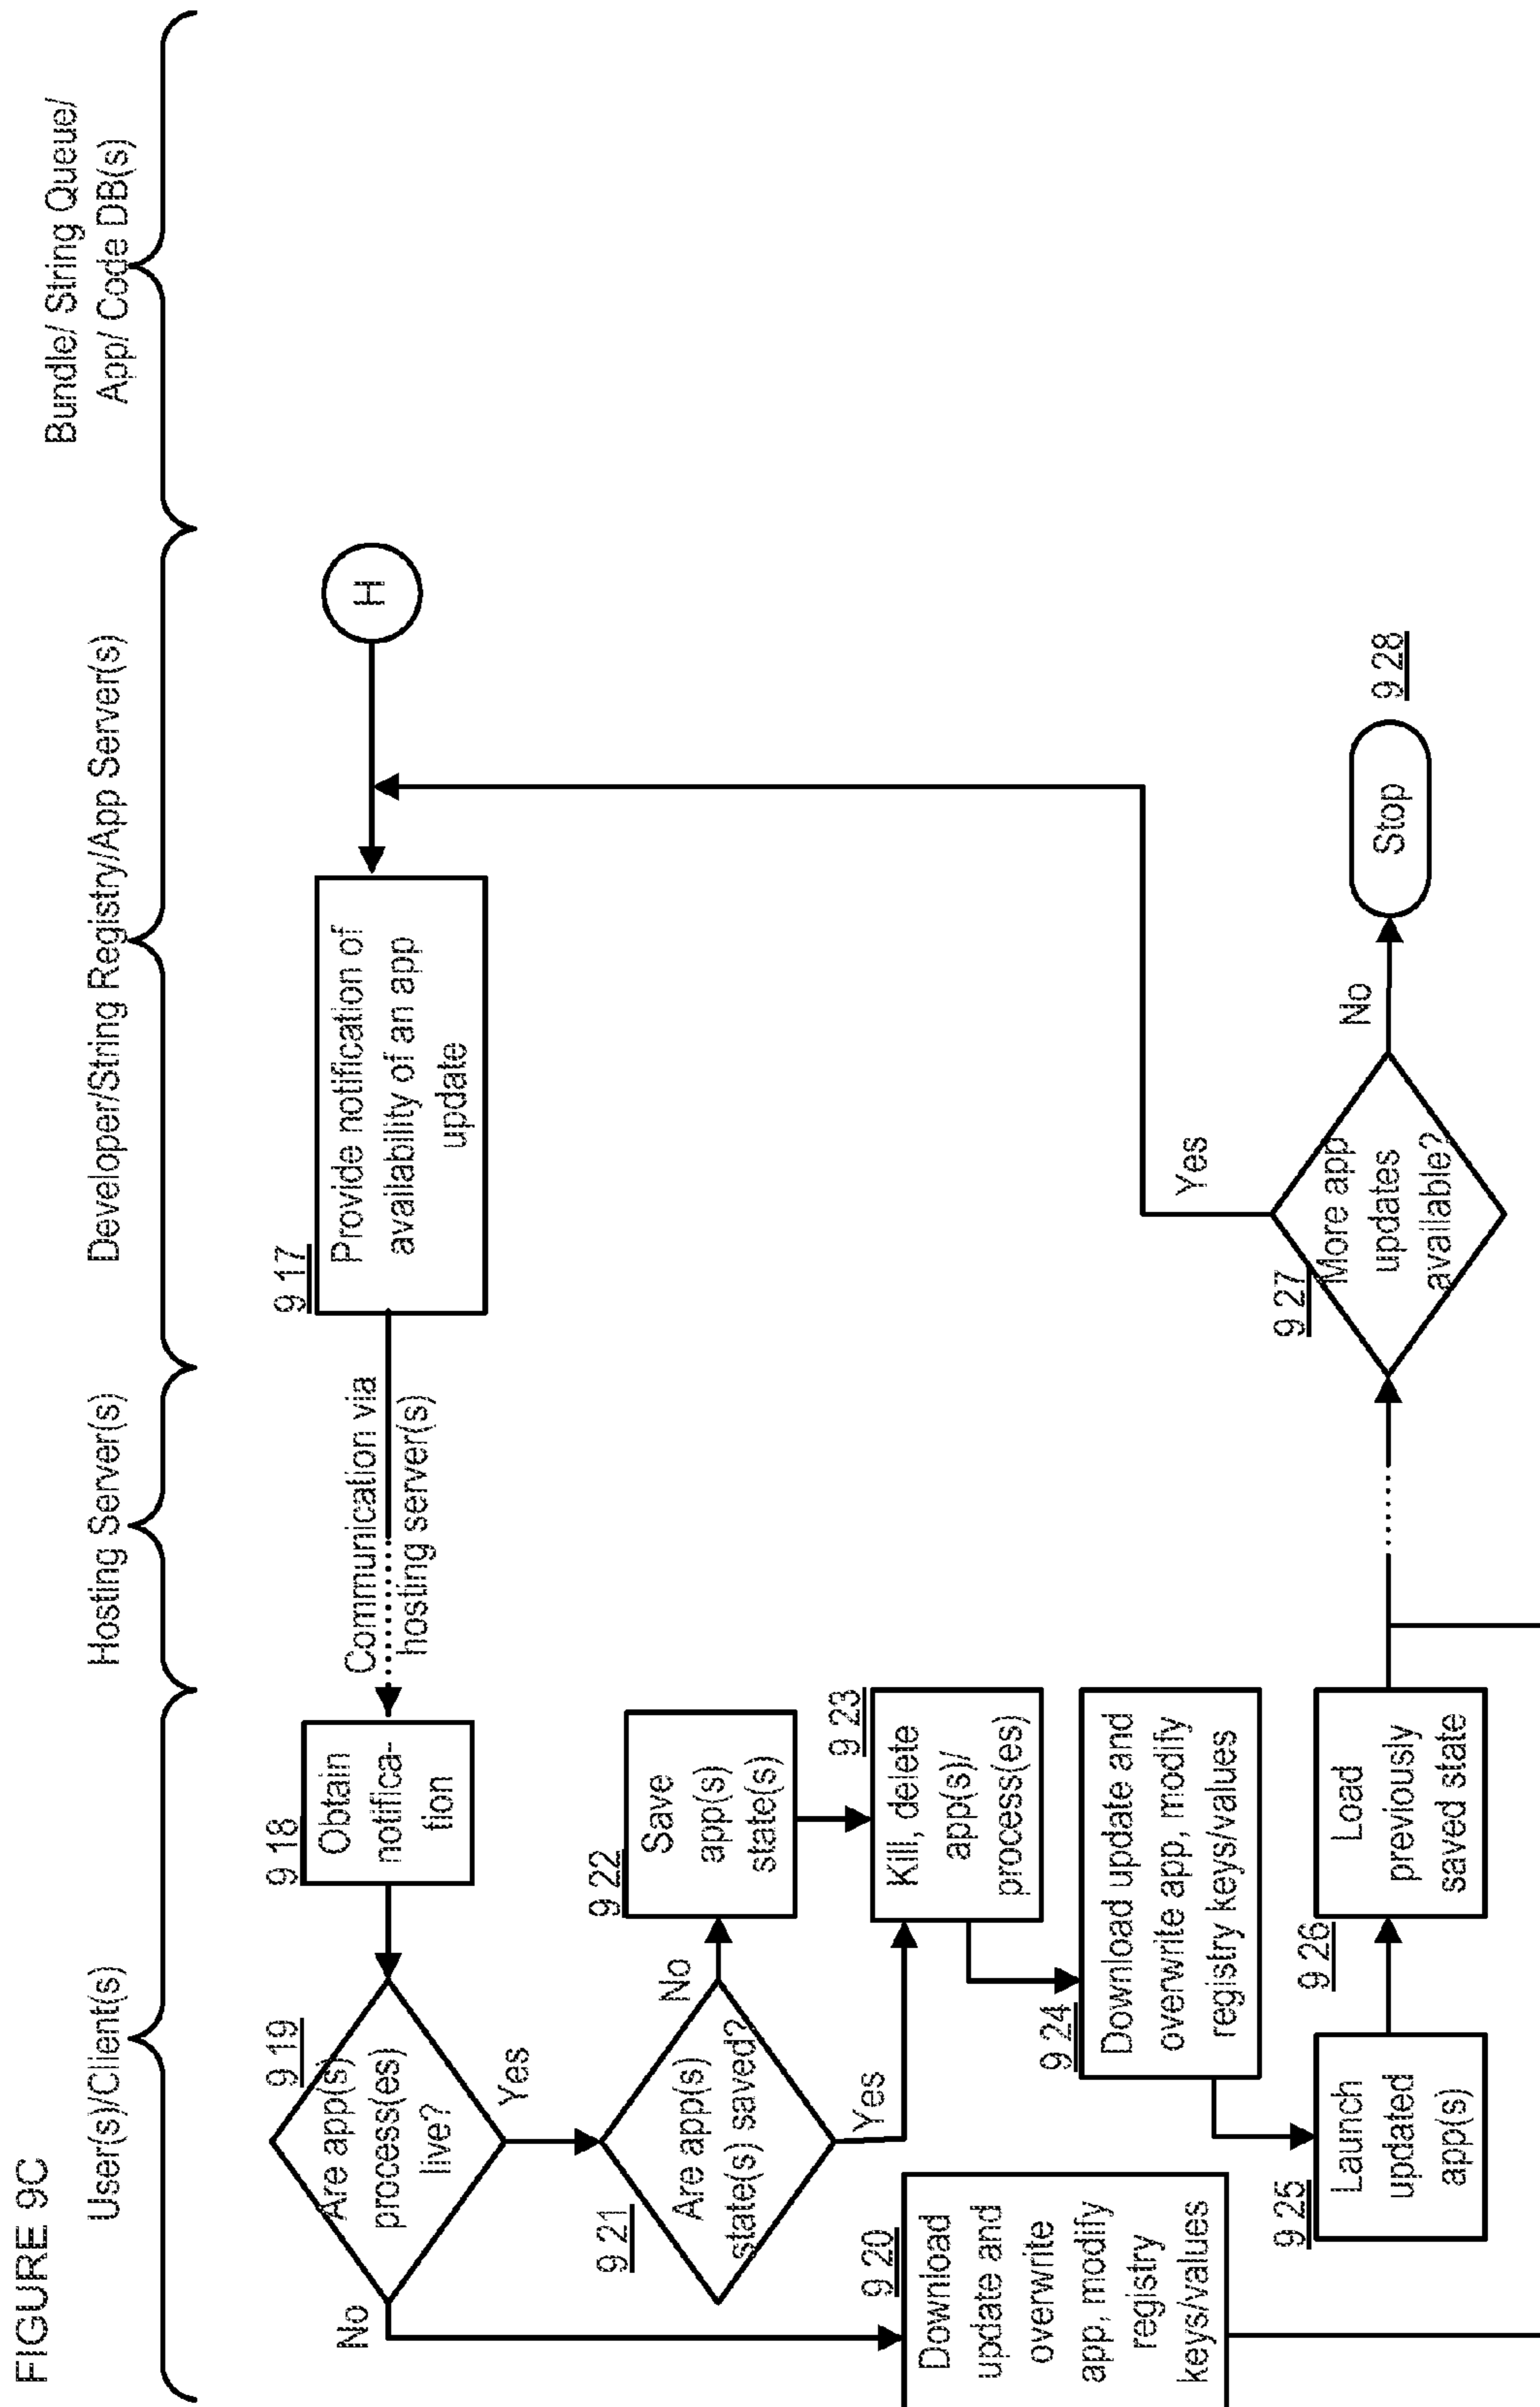 FIGURE 9C
User(s)/Client(s)
Hosting Server(s)
Developer/String Registry/App Server(s)
Bundle/ String Queue/
App/ Code DB(s)
H
9 17
Provide notification of
availability of an app
update
Communication via
hosting server(s)
9 18
Obtain
notifica-
tion
9 19
Are app(s)
process(es)
live?
No
Yes
9 21
Are app(s)
state(s) saved?
No
Yes
9 22
Save
app(s)
state(s)
9 23
Kill, delete
app(s)/
process(es)
9 20
Download
update and
overwrite
app, modify
registry
keys/values
9 24
Download update and
overwrite app, modify
registry keys/values
9 25
Launch
updated
app(s)
9 26
Load
previously
saved state
9 27
More app
updates
available?
Yes
No
Stop
9 28